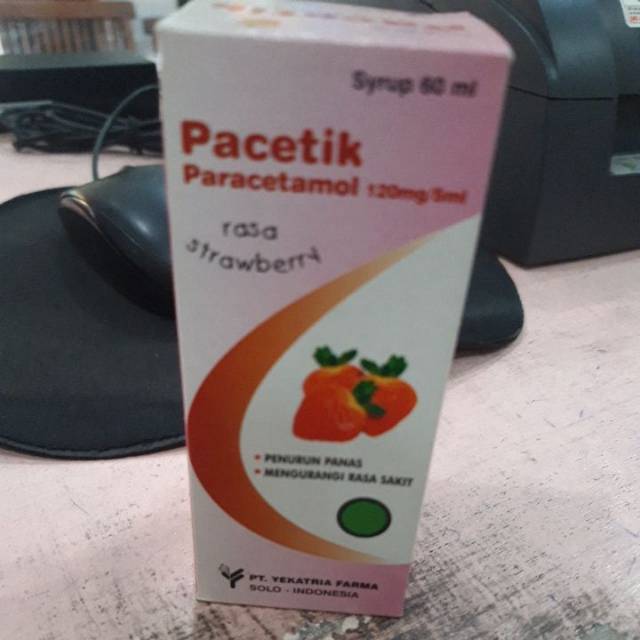 Syrup 60 ml
Pacetik
Paracetamol 120mg/5ml
rasa
strawberry
• PENURUN PANAS
• MENGURANGI RASA SAKIT
PT. YEKATRIA FARMA
SOLO - INDONESIA